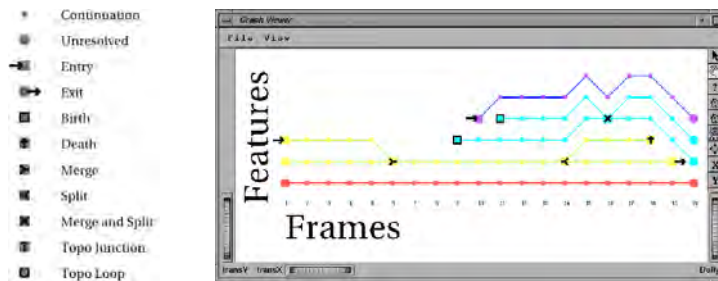 Continuation
Unresolved
Entry
Exit
Birth
Death
Merge
Split
Merge and Split
Topo Junction
Topo Loop
Graph Viewer
File View
Features
Frames
transY transX
Dolly